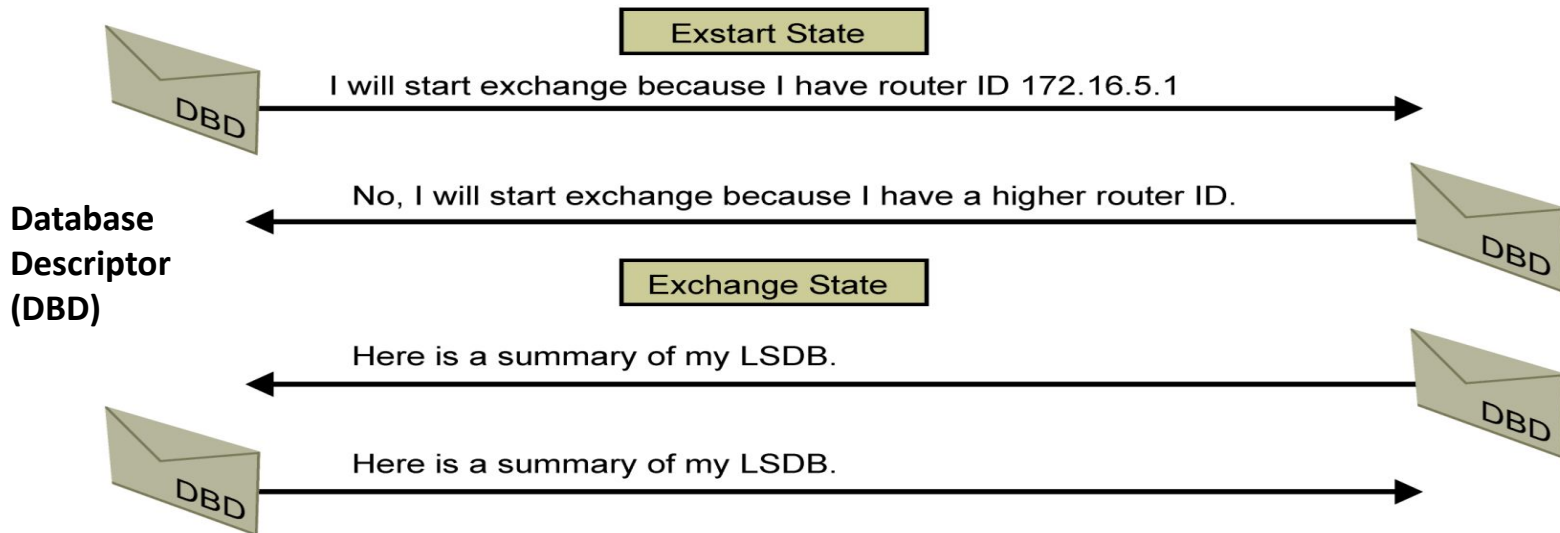 Exstart State
DBD
I will start exchange because I have router ID 172.16.5.1
No, I will start exchange because I have a higher router ID.
DBD
Database
Descriptor
(DBD)
Exchange State
Here is a summary of my LSDB.
DBD
Here is a summary of my LSDB.
DBD